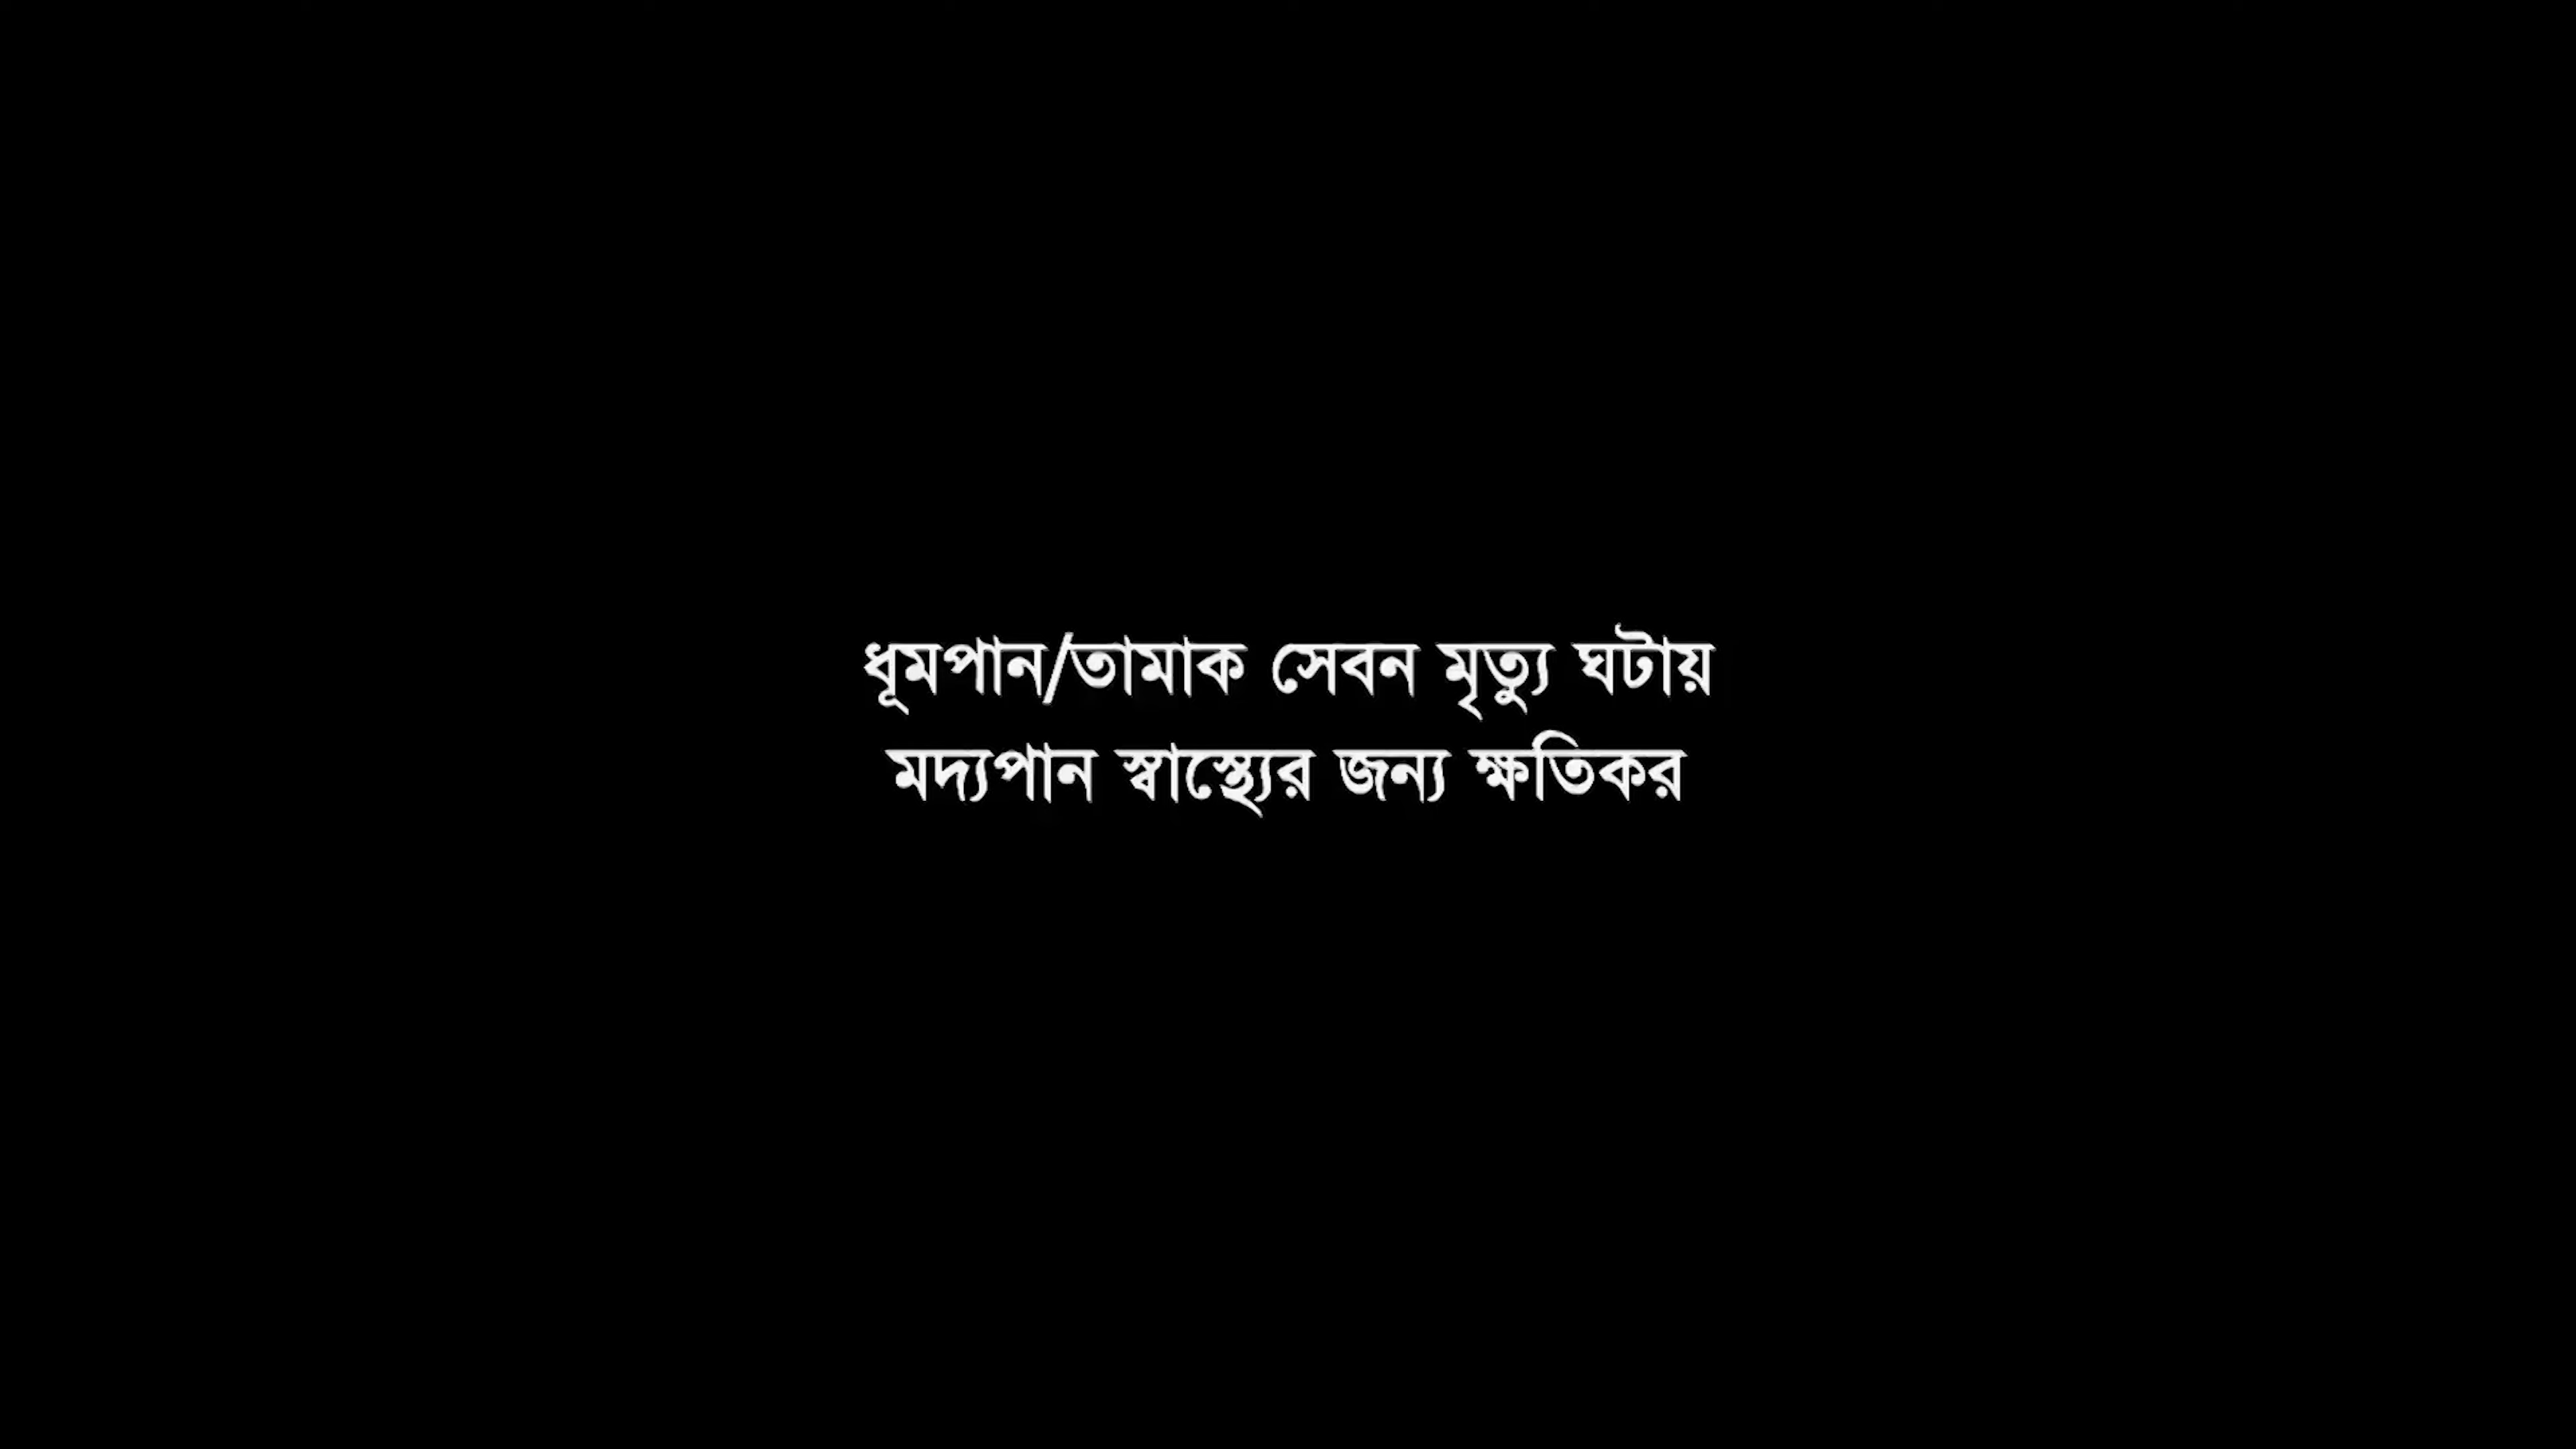 ধূমপান/তামাক সেবন মৃত্যু ঘটায়
মদ্যপান স্বাস্থ্যের জন্য ক্ষতিকর